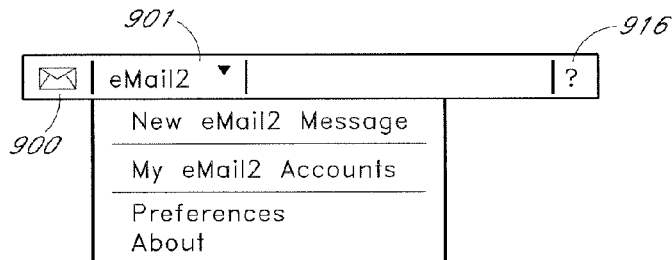 901
916
eMail2 ▼ ?
900
New eMail2 Message
My eMail2 Accounts
Preferences
About